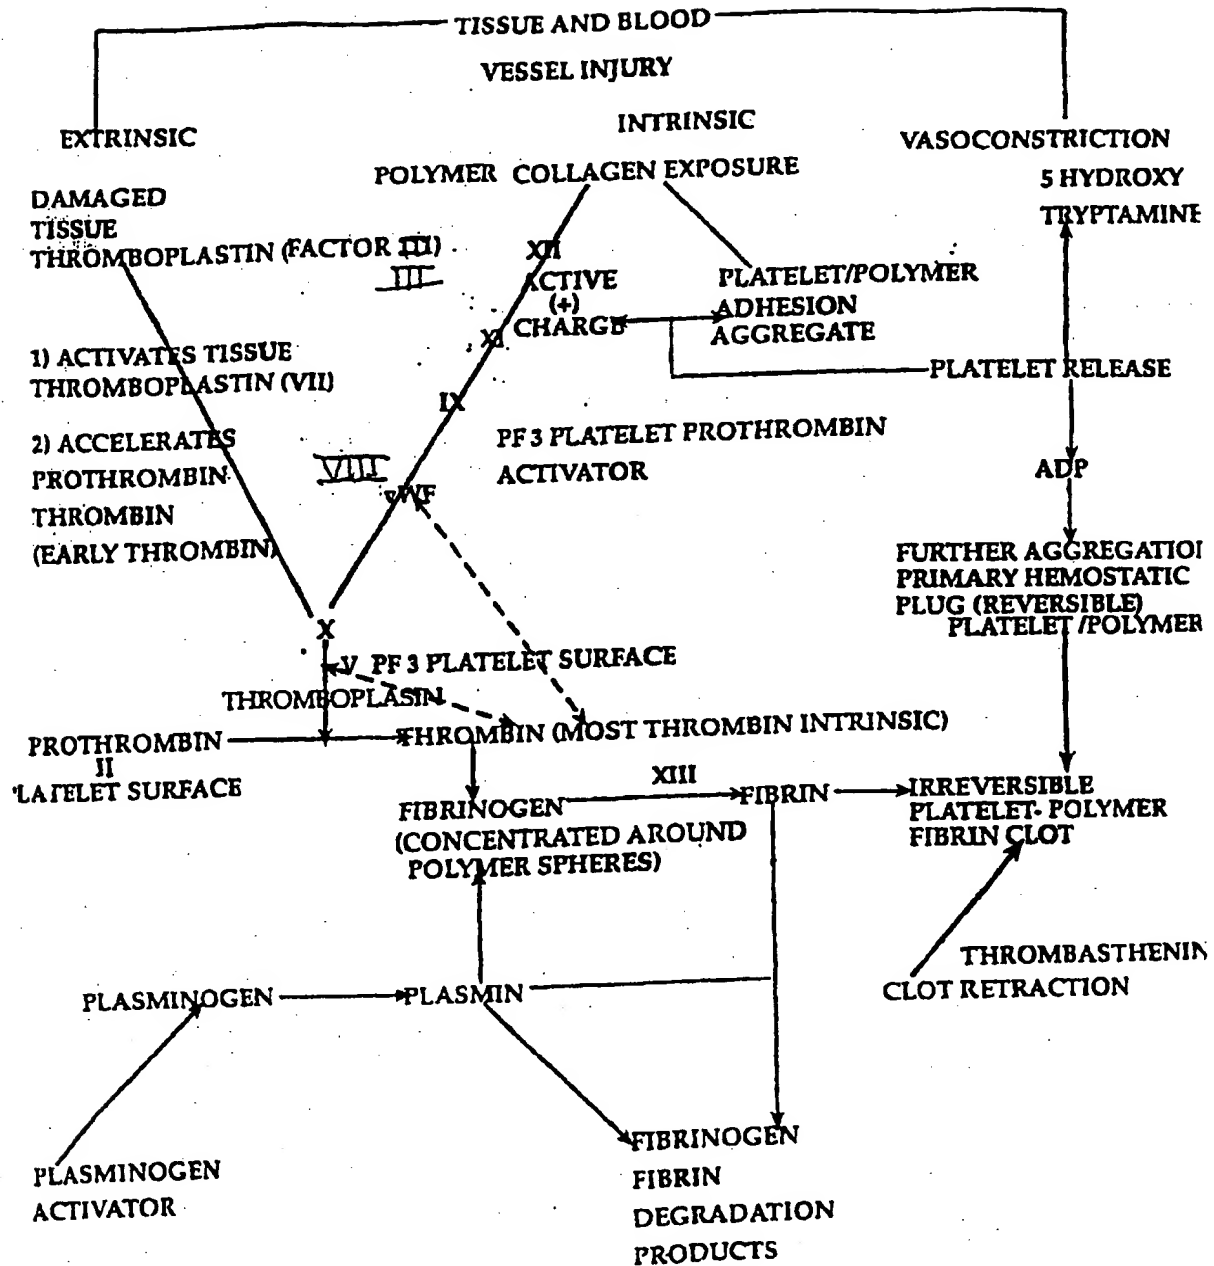 TISSUE AND BLOOD
VESSEL INJURY
EXTRINSIC
INTRINSIC
VASOCONSTRICTION
POLYMER COLLAGEN EXPOSURE
5 HYDROXY
TRYPTAMINE
DAMAGED
TISSUE
THROMBOPLASTIN (FACTOR III)
III
XII
ACTIVE
(+)
CHARGE
PLATELET/POLYMER
ADHESION
AGGREGATE
XI
1) ACTIVATES TISSUE
THROMBOPLASTIN (VII)
PLATELET RELEASE
IX
2) ACCELERATES
PROTHROMBIN
THROMBIN
(EARLY THROMBIN)
PF 3 PLATELET PROTHROMBIN
ACTIVATOR
VIII
vWF
ADP
FURTHER AGGREGATIO
PRIMARY HEMOSTATIC
PLUG (REVERSIBLE)
PLATELET /POLYMER
X
V PF 3 PLATELET SURFACE
THROMBOPLASIN
PROTHROMBIN
II
LATELET SURFACE
THROMBIN (MOST THROMBIN INTRINSIC)
XIII
FIBRINOGEN
(CONCENTRATED AROUND
POLYMER SPHERES)
FIBRIN
IRREVERSIBLE
PLATELET- POLYMER
FIBRIN CLOT
THROMBASTHENIN
CLOT RETRACTION
PLASMINOGEN
PLASMIN
PLASMINOGEN
ACTIVATOR
FIBRINOGEN
FIBRIN
DEGRADATION
PRODUCTS